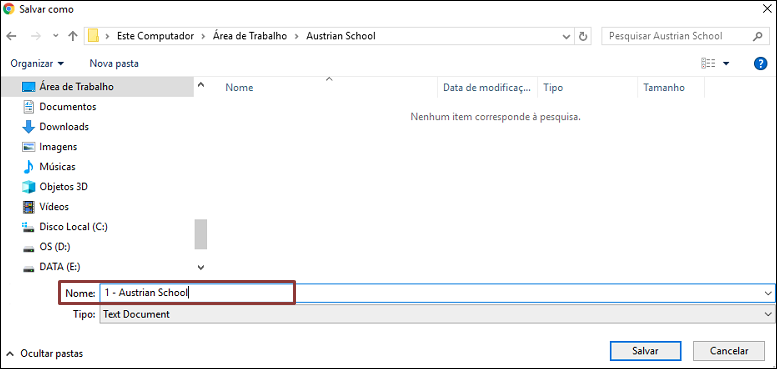 Salvar como
Este Computador > Área de Trabalho > Austrian School
Pesquisar Austrian School
Organizar
Nova pasta
Nome
Data de modificaç...
Tipo
Tamanho
Nenhum item corresponde à pesquisa.
Área de Trabalho
Documentos
Downloads
Imagens
Músicas
Objetos 3D
Vídeos
Disco Local (C:)
OS (D:)
DATA (E:)
Nome: 1 - Austrian School
Tipo: Text Document
Ocultar pastas
Salvar
Cancelar